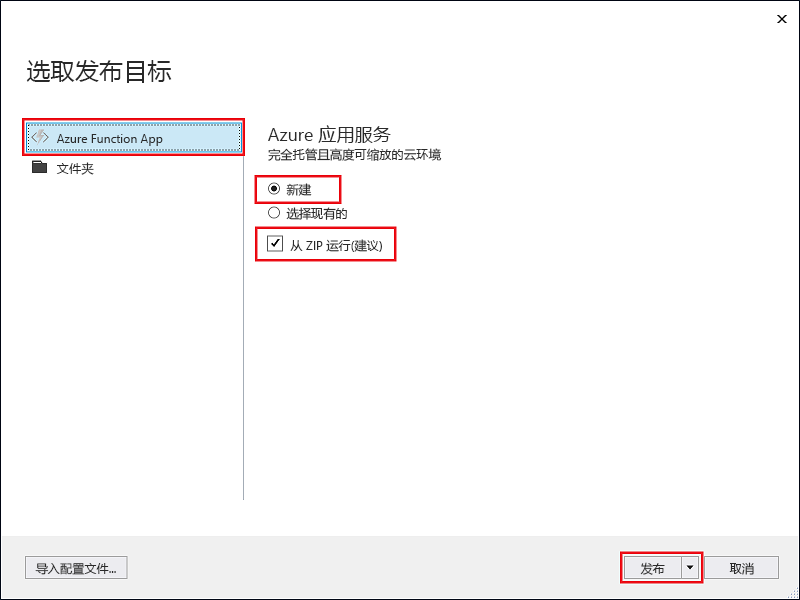 选取发布目标
Azure Function App
文件夹
Azure 应用服务
完全托管且高度可缩放的云环境
新建
选择现有的
从 ZIP 运行(建议)
导入配置文件...
发布
取消